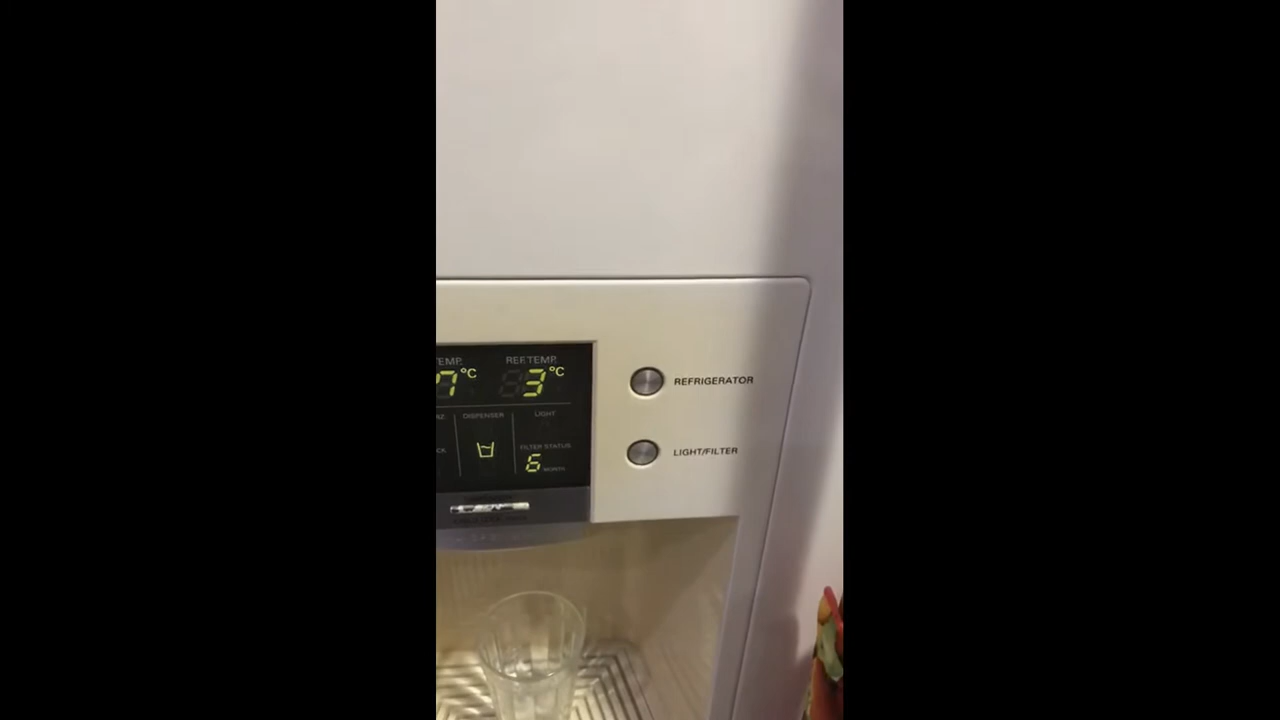 TEMP. REF.TEMP.
7°C 3°C
REFRIGERATOR
DISPENSER LIGHT
FILTER STATUS
LIGHT/FILTER
6 MONTH